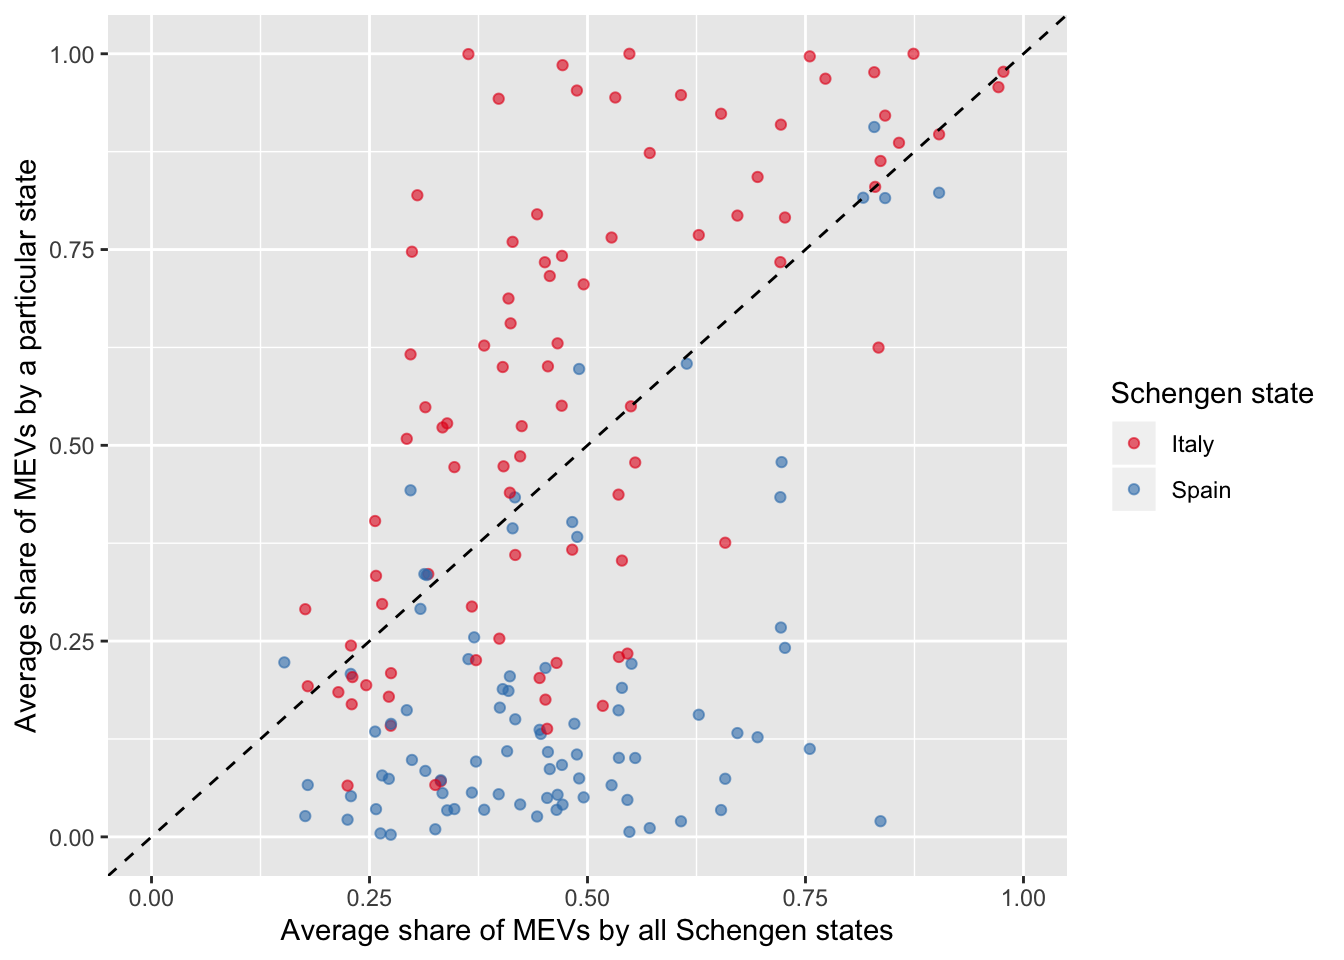 Average share of MEVs by a particular state
1.00
0.75
0.50
0.25
0.00
0.00 0.25 0.50 0.75 1.00
Average share of MEVs by all Schengen states
Schengen state
Italy
Spain